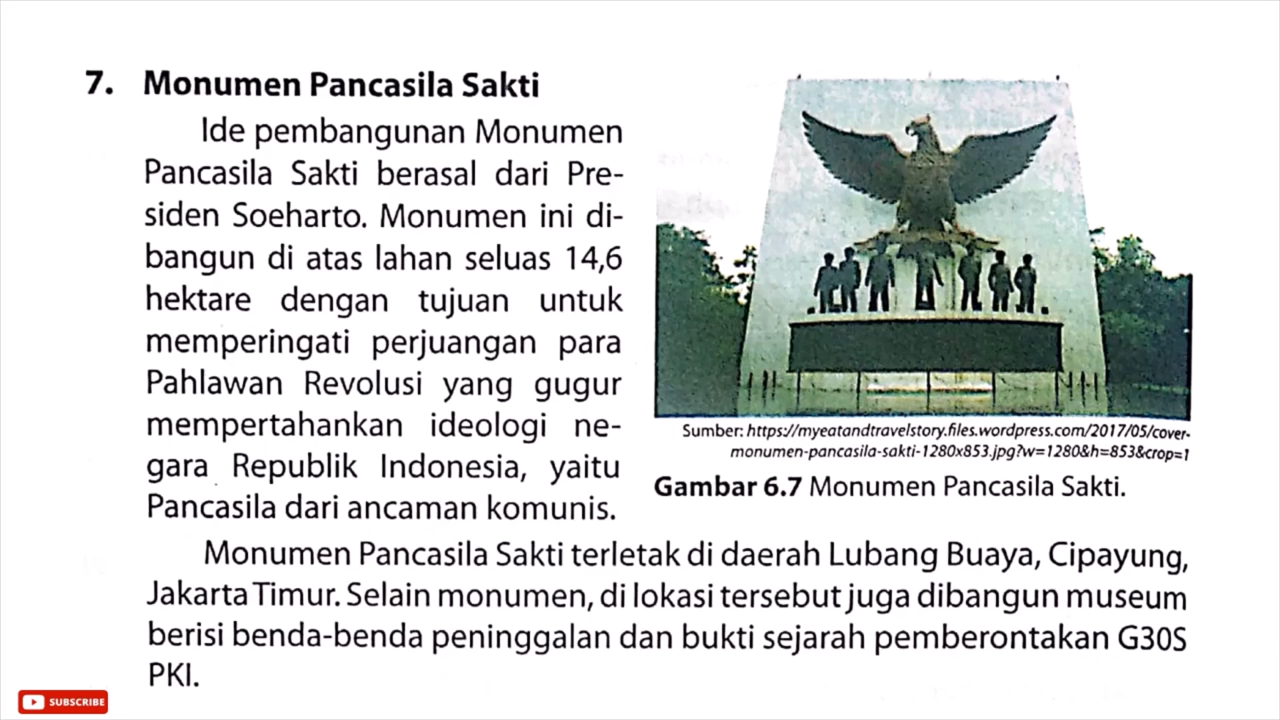 7. Monumen Pancasila Sakti
Ide pembangunan Monumen
Pancasila Sakti berasal dari Pre-
siden Soeharto. Monumen ini di-
bangun di atas lahan seluas 14,6
hektare dengan tujuan untuk
memperingati perjuangan para
Pahlawan Revolusi yang gugur
mempertahankan ideologi ne-
gara Republik Indonesia, yaitu
Pancasila dari ancaman komunis.
Sumber: https://myeatandtravelstory.files.wordpress.com/2017/05/cover-
monumen-pancasila-sakti-1280x853.jpg?w=1280&h=853&crop=1
Gambar 6.7 Monumen Pancasila Sakti.
Monumen Pancasila Sakti terletak di daerah Lubang Buaya, Cipayung,
Jakarta Timur. Selain monumen, di lokasi tersebut juga dibangun museum
berisi benda-benda peninggalan dan bukti sejarah pemberontakan G30S
PKI.
SUBSCRIBE